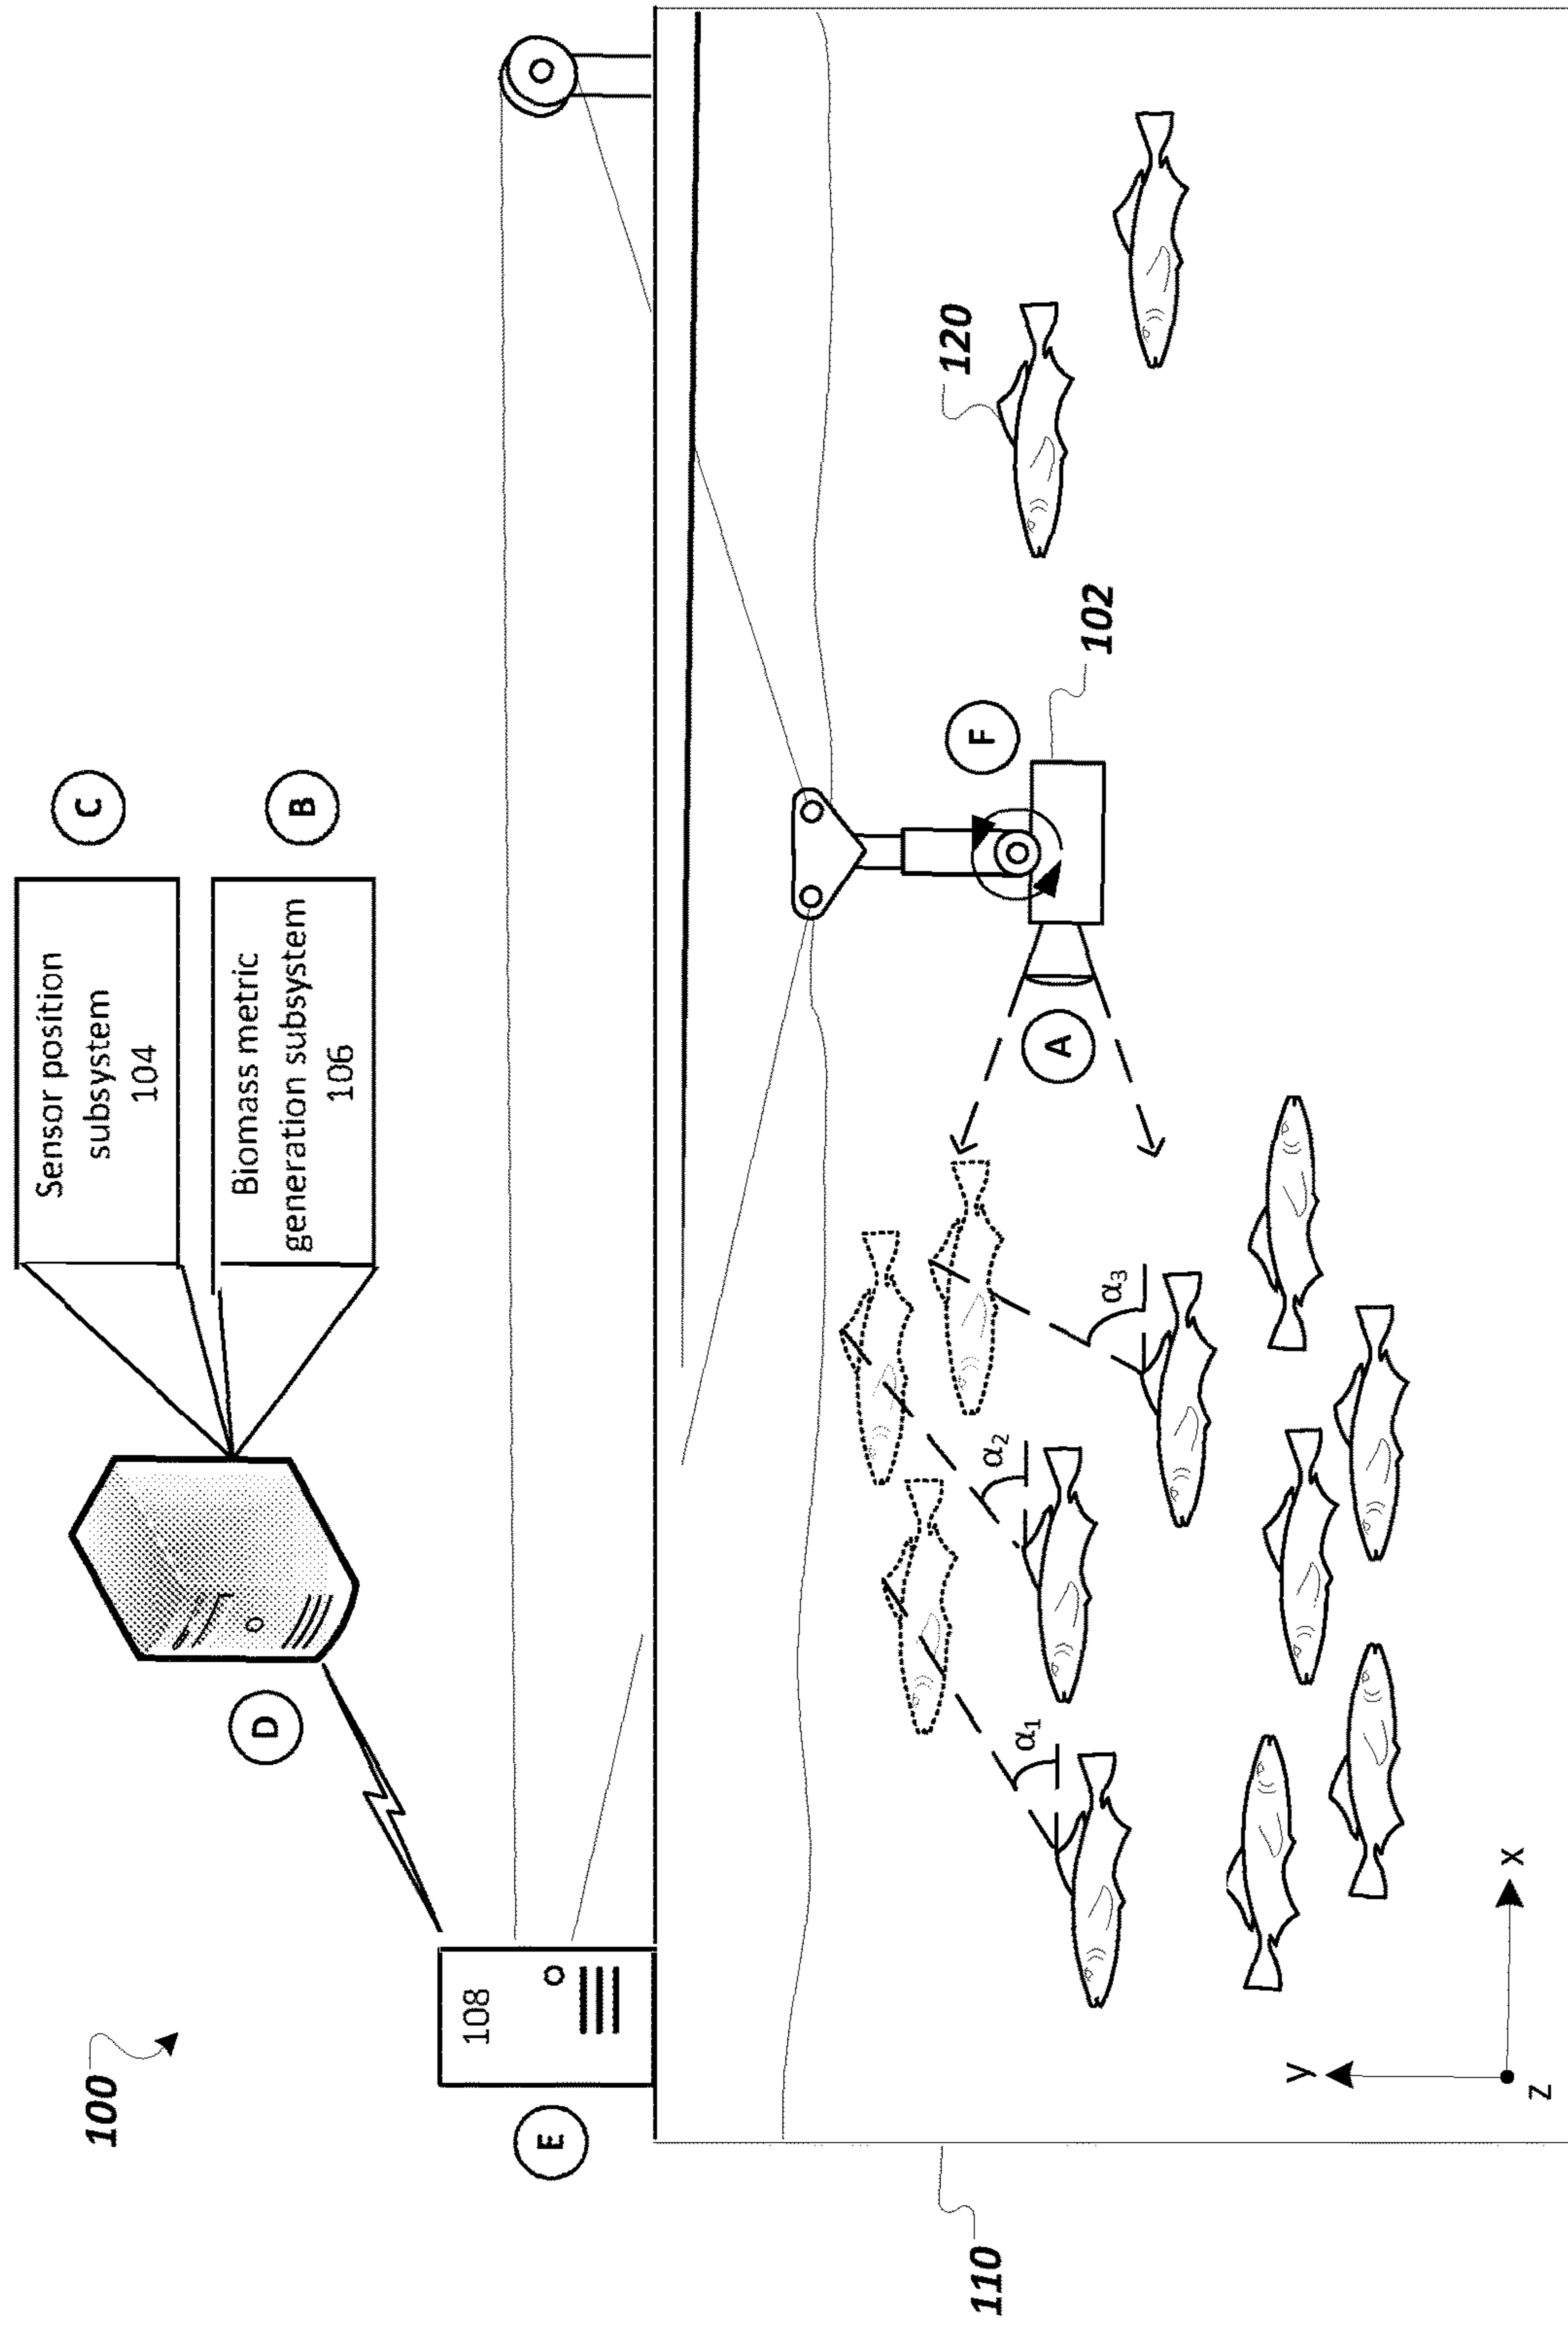 100
D
Sensor position
subsystem
104
C
Biomass metric
generation subsystem
106
B
E
108
110
120
F
102
A
α1
α2
α3
y
x
z